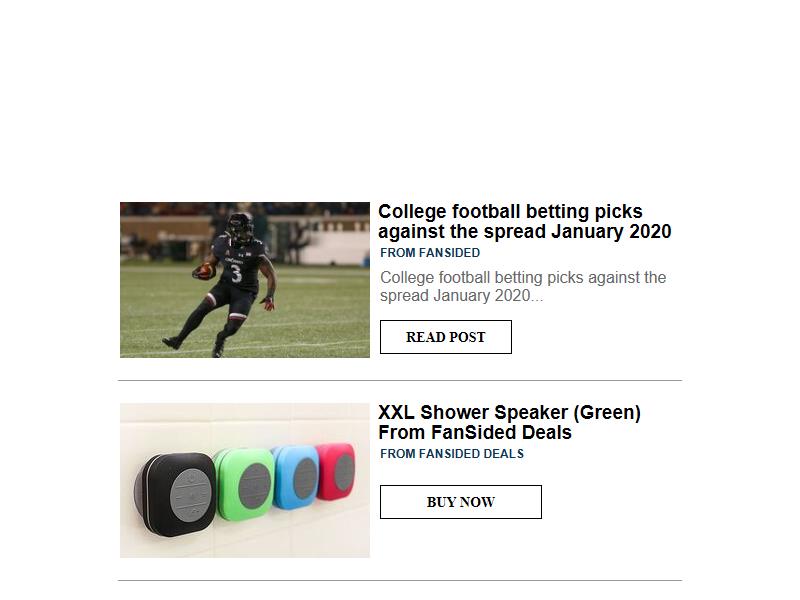 College football betting picks
against the spread January 2020
FROM FANSIDED
College football betting picks against the
spread January 2020...
READ POST
3
XXL Shower Speaker (Green)
From FanSided Deals
FROM FANSIDED DEALS
BUY NOW